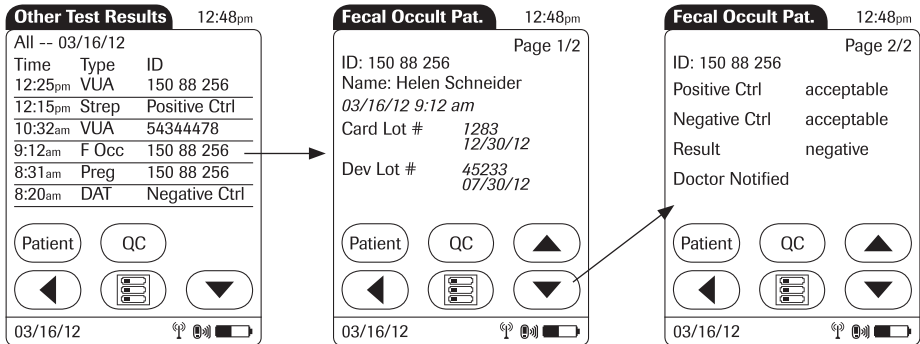 Other Test Results 12:48pm
All -- 03/16/12
Time Type ID
12:25pm VUA 150 88 256
12:15pm Strep Positive Ctrl
10:32am VUA 54344478
9:12am F Occ 150 88 256
8:31am Preg 150 88 256
8:20am DAT Negative Ctrl
Patient QC
03/16/12
Fecal Occult Pat. 12:48pm
Page 1/2
ID: 150 88 256
Name: Helen Schneider
03/16/12 9:12 am
Card Lot # 1283
12/30/12
Dev Lot # 45233
07/30/12
Patient QC
03/16/12
Fecal Occult Pat. 12:48pm
Page 2/2
ID: 150 88 256
Positive Ctrl acceptable
Negative Ctrl acceptable
Result negative
Doctor Notified
Patient QC
03/16/12